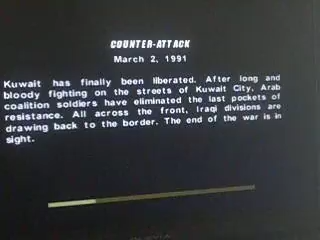 COUNTER-ATTACK
March 2, 1991
Kuwait has finally been liberated. After long and
bloody fighting on the streets of Kuwait City, Arab
coalition soldiers have eliminated the last pockets of
resistance. All across the front, Iraqi divisions are
drawing back to the border. The end of the war is in
sight.